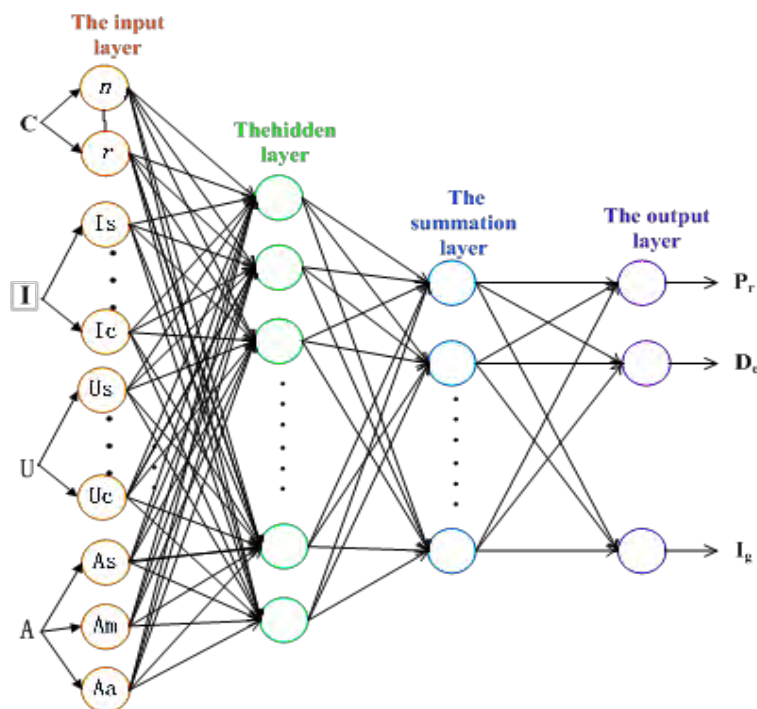 The input
layer
n
C
r
Thehidden
layer
Is
The
summation
layer
The output
layer
I
Ic
Pr
Us
De
U
Uc
As
Ig
A
Am
Aa